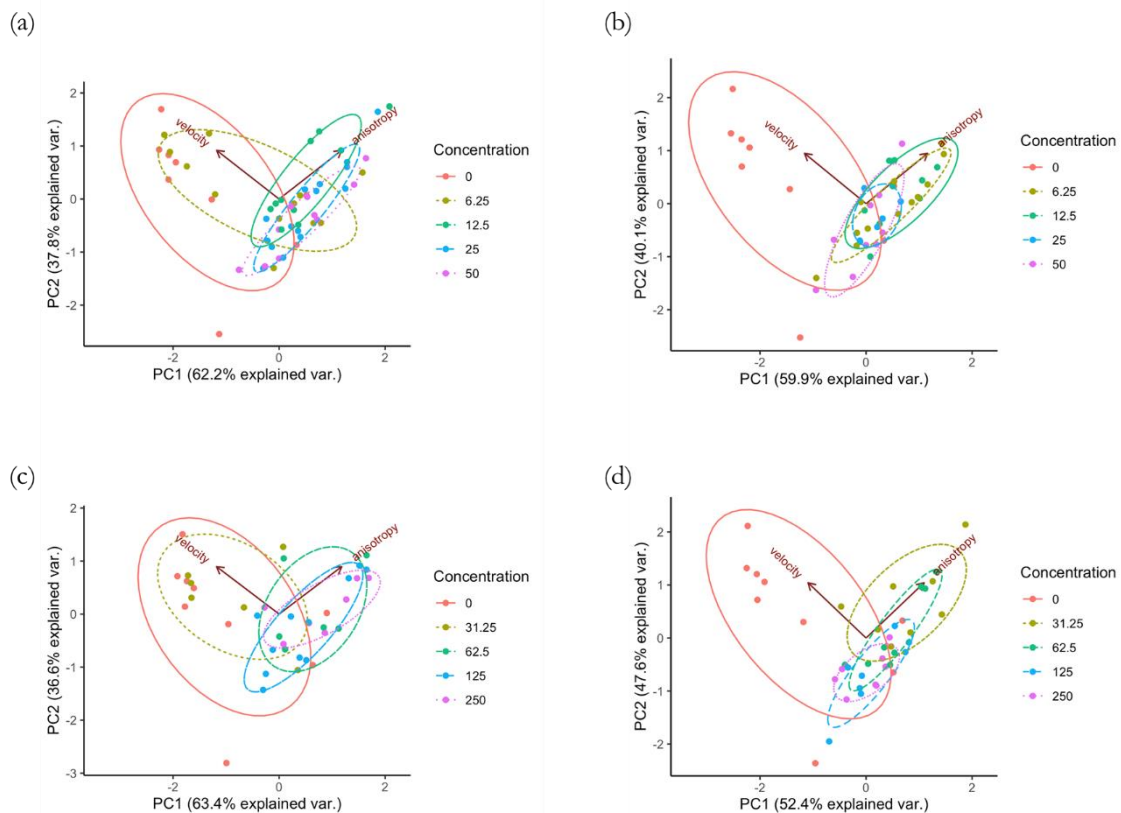 (a)
velocity
anisotropy
2
1
0
-1
-2
-2
0
2
PC2 (37.8% explained var.)
PC1 (62.2% explained var.)
Concentration
0
6.25
12.5
25
50
(b)
velocity
anisotropy
2
1
0
-1
-2
-2
0
2
PC2 (40.1% explained var.)
PC1 (59.9% explained var.)
Concentration
0
6.25
12.5
25
50
(c)
velocity
anisotropy
2
1
0
-1
-2
-3
-2
0
2
PC2 (36.6% explained var.)
PC1 (63.4% explained var.)
Concentration
0
31.25
62.5
125
250
(d)
velocity
anisotropy
2
1
0
-1
-2
-2
0
2
PC2 (47.6% explained var.)
PC1 (52.4% explained var.)
Concentration
0
31.25
62.5
125
250